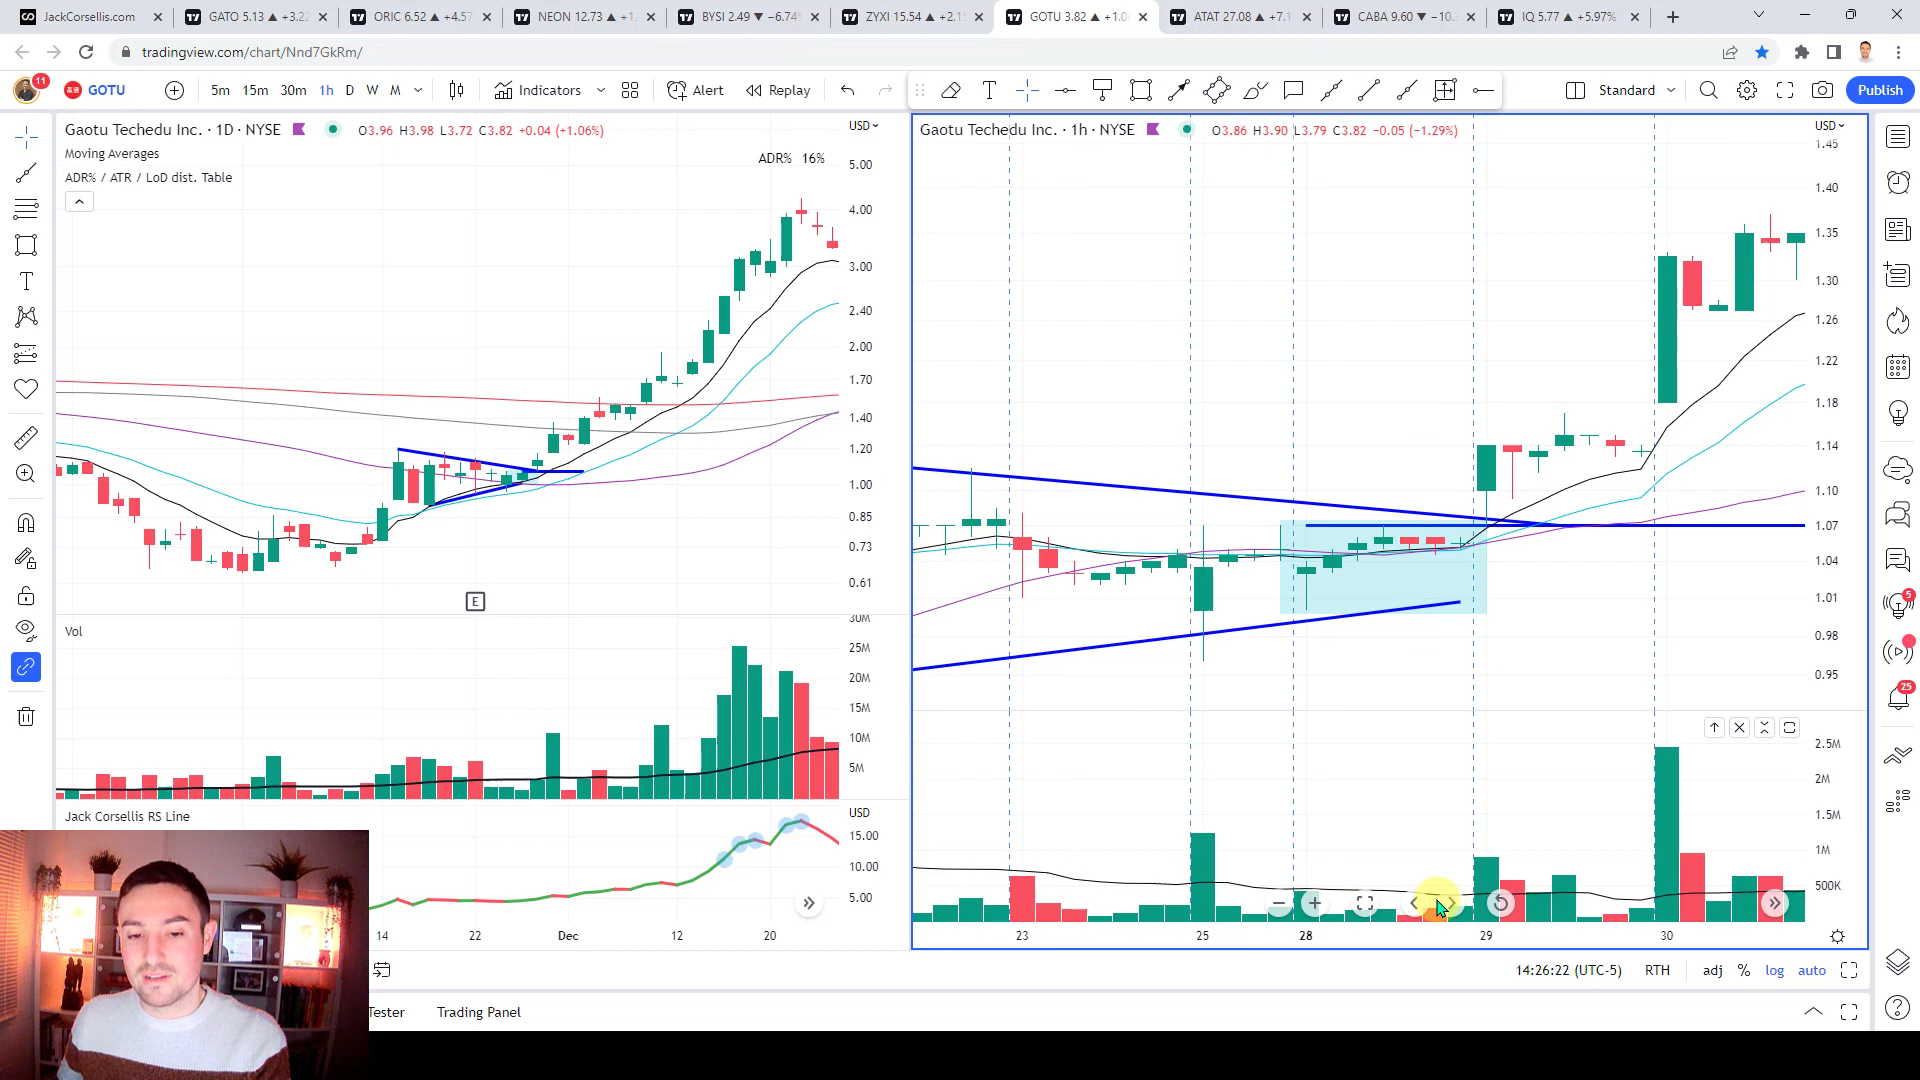 JackCorsellis.com
GATO 5.13 ▲ +3.22
ORIC 6.52 ▲ +4.57
NEON 12.73 ▲ +1
BYSI 2.49 ▼ −6.74%
ZYXI 15.54 ▲ +2.1
GOTU 3.82 ▲ +1.0
ATAT 27.08 ▲ +7.1
CABA 9.60 ▼ −10.
IQ 5.77 ▲ +5.97%
tradingview.com/chart/Nnd7GkRm/
11
GOTU
5m 15m 30m 1h D W M
Indicators
Alert
Replay
Standard
Publish
Gaotu Techedu Inc. · 1D · NYSE
O3.96 H3.98 L3.72 C3.82 +0.04 (+1.06%)
USD
Moving Averages
ADR% 16%
ADR% / ATR / LoD dist. Table
5.00
4.00
3.00
2.40
2.00
1.70
1.40
1.20
1.00
0.85
0.73
0.61
E
Vol
30M
25M
20M
15M
10M
5M
Jack Corsellis RS Line
USD
15.00
10.00
5.00
14 22 Dec 12 20
Gaotu Techedu Inc. · 1h · NYSE
O3.86 H3.90 L3.79 C3.82 −0.05 (−1.29%)
USD
1.45
1.40
1.35
1.30
1.26
1.22
1.18
1.14
1.10
1.07
1.04
1.01
0.98
0.95
2.5M
2M
1.5M
1M
500K
23 25 28 29 30
14:26:22 (UTC-5) RTH adj % log auto
Tester
Trading Panel
5
25